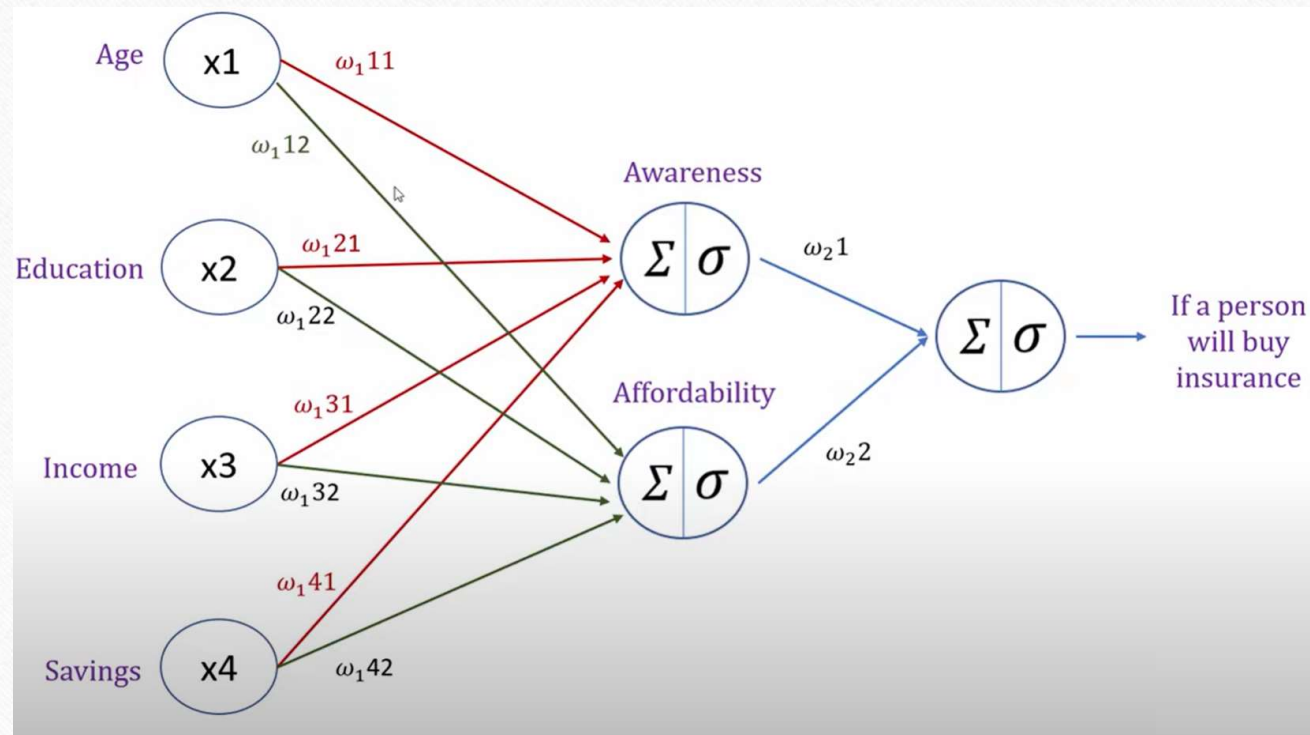 Age
x1
ω₁11
ω₁12
Awareness
Education
x2
ω₁21
ω₁22
Σ σ
ω₂1
Σ σ
If a person
will buy
insurance
Affordability
Income
x3
ω₁31
ω₁32
Σ σ
ω₂2
Savings
x4
ω₁41
ω₁42